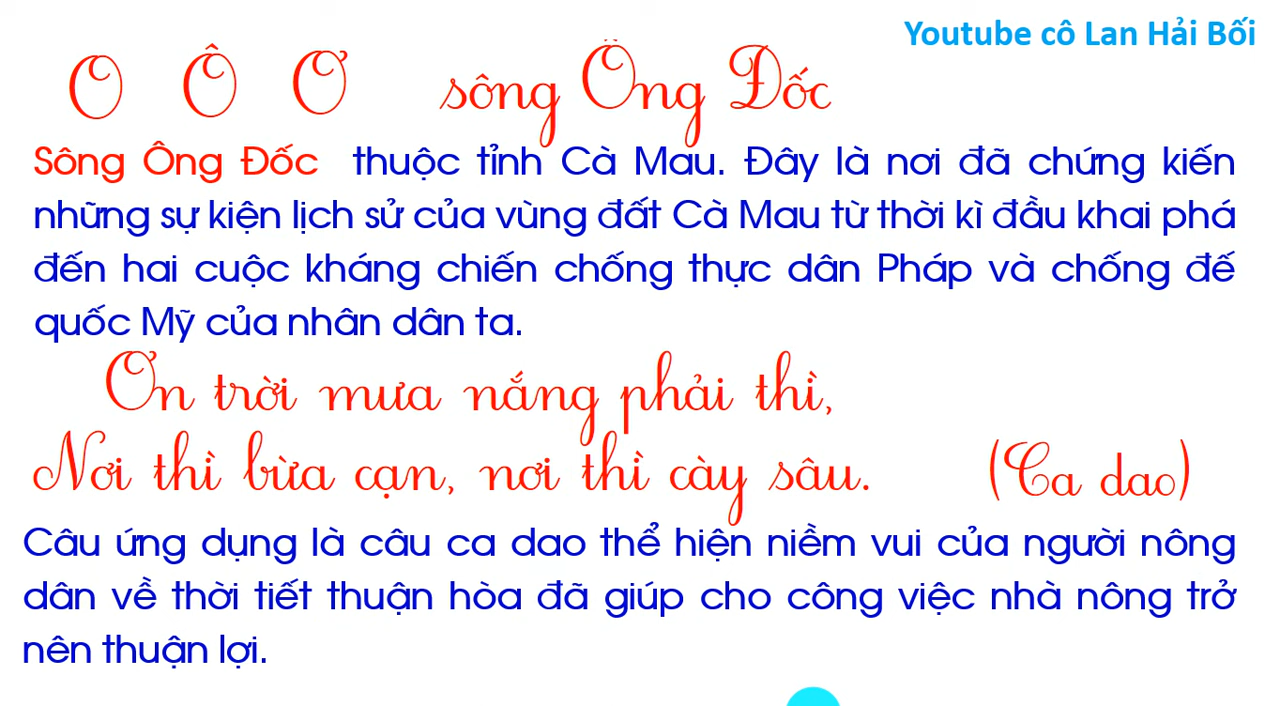 Youtube cô Lan Hải Bối
O Ô Ơ sông Ông Đốc
Sông Ông Đốc thuộc tỉnh Cà Mau. Đây là nơi đã chứng kiến
những sự kiện lịch sử của vùng đất Cà Mau từ thời kì đầu khai phá
đến hai cuộc kháng chiến chống thực dân Pháp và chống đế
quốc Mỹ của nhân dân ta.
Ơn trời mưa nắng phải thì,
Nơi thì bừa cạn, nơi thì cày sâu. (Ca dao)
Câu ứng dụng là câu ca dao thể hiện niềm vui của người nông
dân về thời tiết thuận hòa đã giúp cho công việc nhà nông trở
nên thuận lợi.